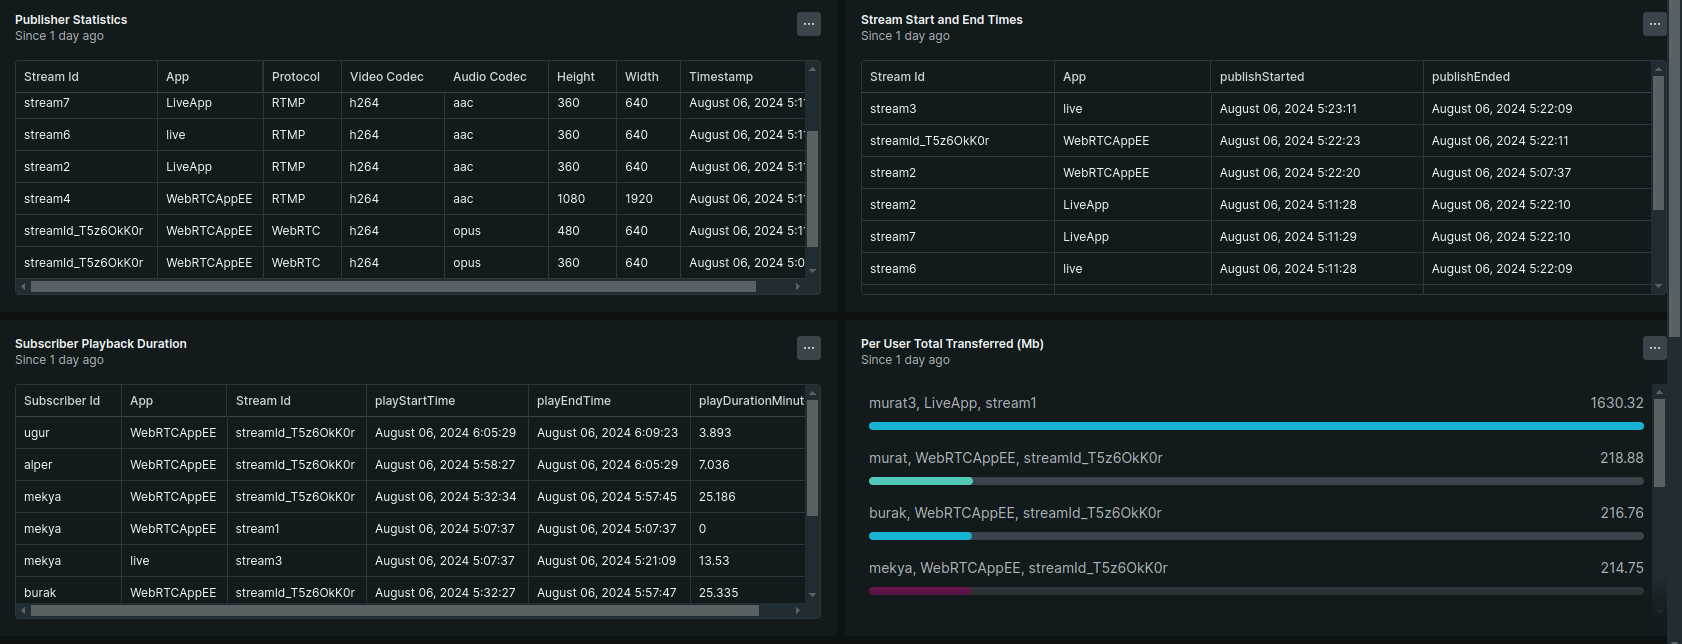 Publisher Statistics
Since 1 day ago
...
Stream Id App Protocol Video Codec Audio Codec Height Width Timestamp
stream7 LiveApp RTMP h264 aac 360 640 August 06, 2024 5:11
stream6 live RTMP h264 aac 360 640 August 06, 2024 5:11
stream2 LiveApp RTMP h264 aac 360 640 August 06, 2024 5:11
stream4 WebRTCAppEE RTMP h264 aac 1080 1920 August 06, 2024 5:11
streamId_T5z6OkK0r WebRTCAppEE WebRTC h264 opus 480 640 August 06, 2024 5:11
streamId_T5z6OkK0r WebRTCAppEE WebRTC h264 opus 360 640 August 06, 2024 5:0
Stream Start and End Times
Since 1 day ago
...
Stream Id App publishStarted publishEnded
stream3 live August 06, 2024 5:23:11 August 06, 2024 5:22:09
streamId_T5z6OkK0r WebRTCAppEE August 06, 2024 5:22:23 August 06, 2024 5:22:11
stream2 WebRTCAppEE August 06, 2024 5:22:20 August 06, 2024 5:07:37
stream2 LiveApp August 06, 2024 5:11:28 August 06, 2024 5:22:10
stream7 LiveApp August 06, 2024 5:11:29 August 06, 2024 5:22:10
stream6 live August 06, 2024 5:11:28 August 06, 2024 5:22:09
Subscriber Playback Duration
Since 1 day ago
...
Subscriber Id App Stream Id playStartTime playEndTime playDurationMinut
ugur WebRTCAppEE streamId_T5z6OkK0r August 06, 2024 6:05:29 August 06, 2024 6:09:23 3.893
alper WebRTCAppEE streamId_T5z6OkK0r August 06, 2024 5:58:27 August 06, 2024 6:05:29 7.036
mekya WebRTCAppEE streamId_T5z6OkK0r August 06, 2024 5:32:34 August 06, 2024 5:57:45 25.186
mekya WebRTCAppEE stream1 August 06, 2024 5:07:37 August 06, 2024 5:07:37 0
mekya live stream3 August 06, 2024 5:07:37 August 06, 2024 5:21:09 13.53
burak WebRTCAppEE streamId_T5z6OkK0r August 06, 2024 5:32:27 August 06, 2024 5:57:47 25.335
Per User Total Transferred (Mb)
Since 1 day ago
...
murat3, LiveApp, stream1 1630.32
murat, WebRTCAppEE, streamId_T5z6OkK0r 218.88
burak, WebRTCAppEE, streamId_T5z6OkK0r 216.76
mekya, WebRTCAppEE, streamId_T5z6OkK0r 214.75